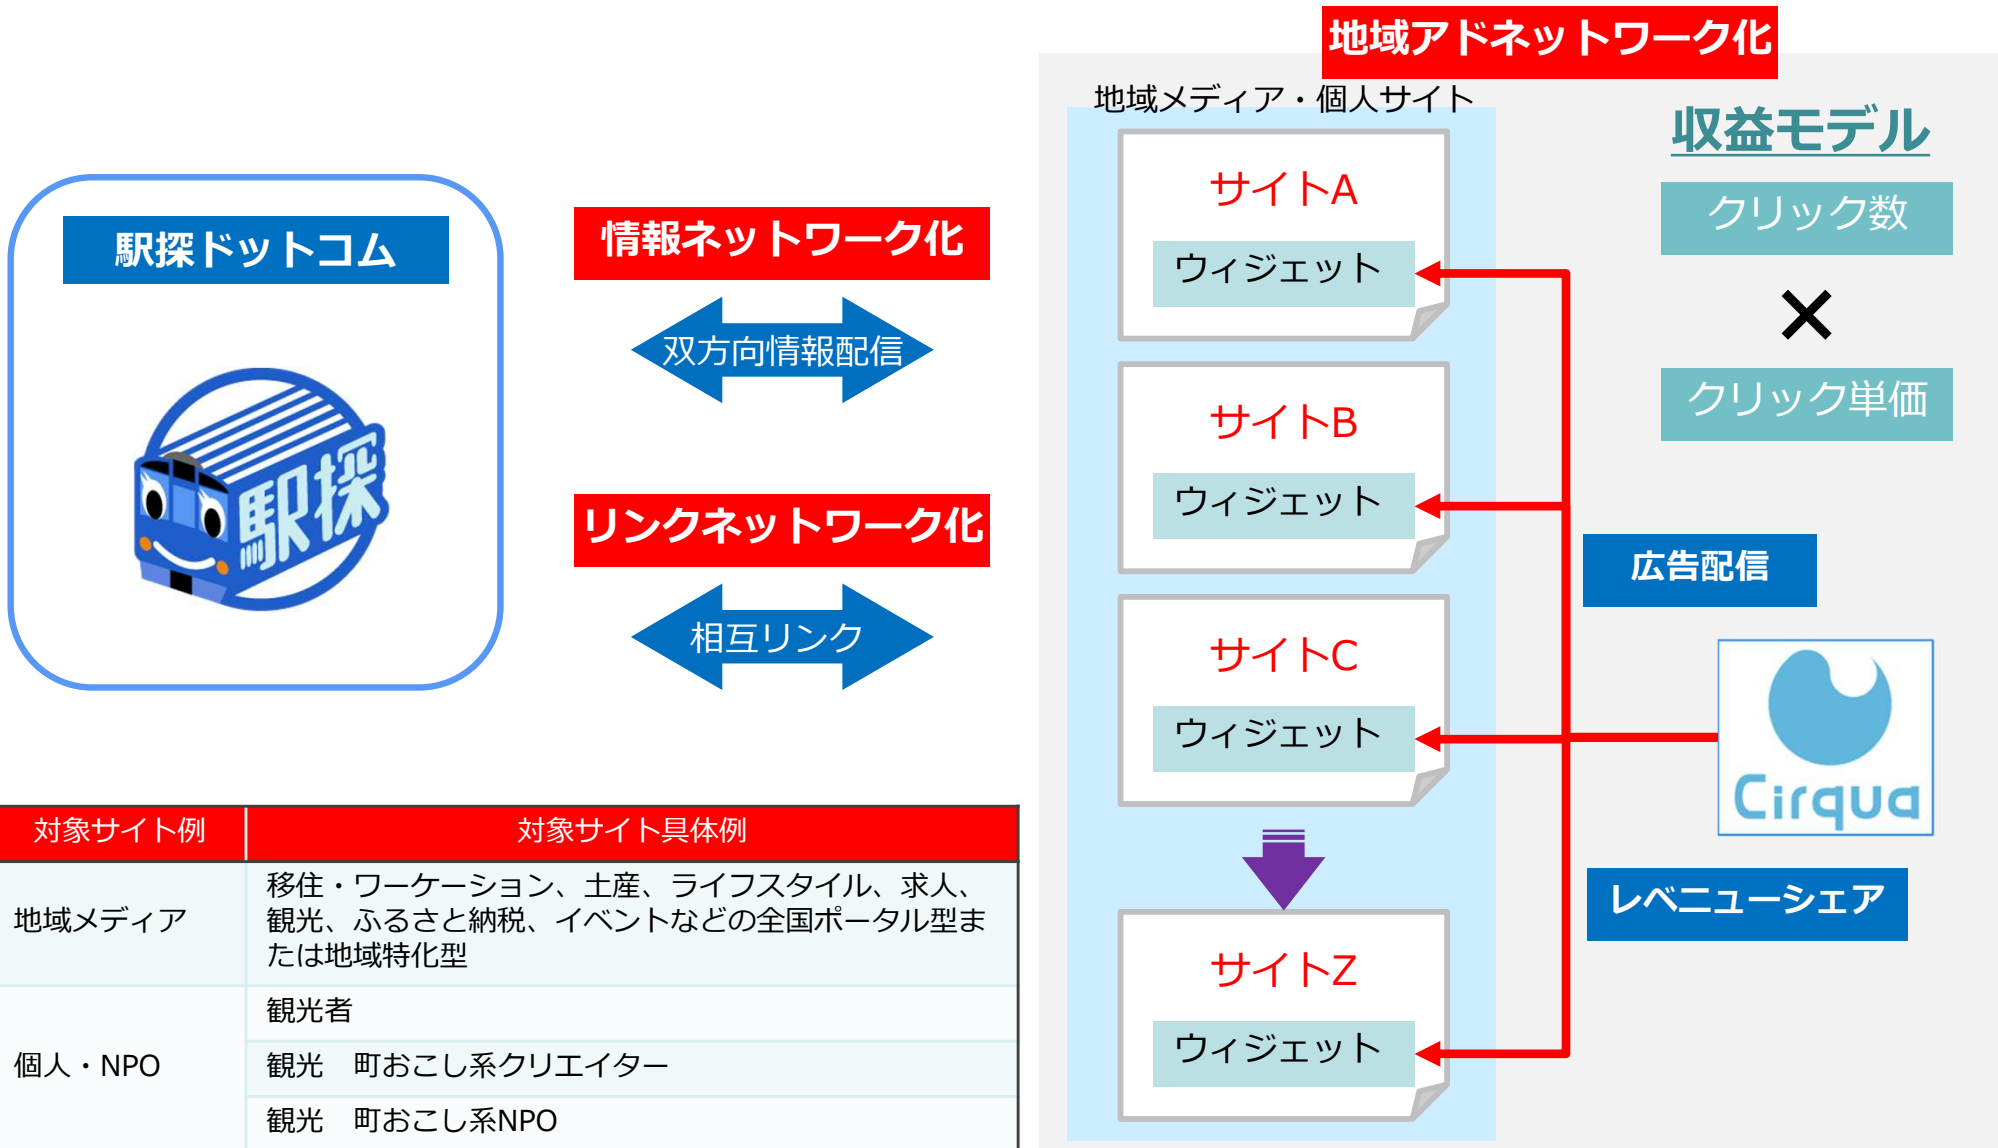 地域アドネットワーク化
地域メディア・個人サイト
収益モデル
クリック数
×
クリック単価
駅探ドットコム
駅探
情報ネットワーク化
双方向情報配信
リンクネットワーク化
相互リンク
サイトA
ウィジェット
サイトB
ウィジェット
サイトC
ウィジェット
サイトZ
ウィジェット
広告配信
Cirqua
レベニューシェア
対象サイト例
対象サイト具体例
地域メディア
移住・ワーケーション、土産、ライフスタイル、求人、
観光、ふるさと納税、イベントなどの全国ポータル型ま
たは地域特化型
個人・NPO
観光者
観光　町おこし系クリエイター
観光　町おこし系NPO